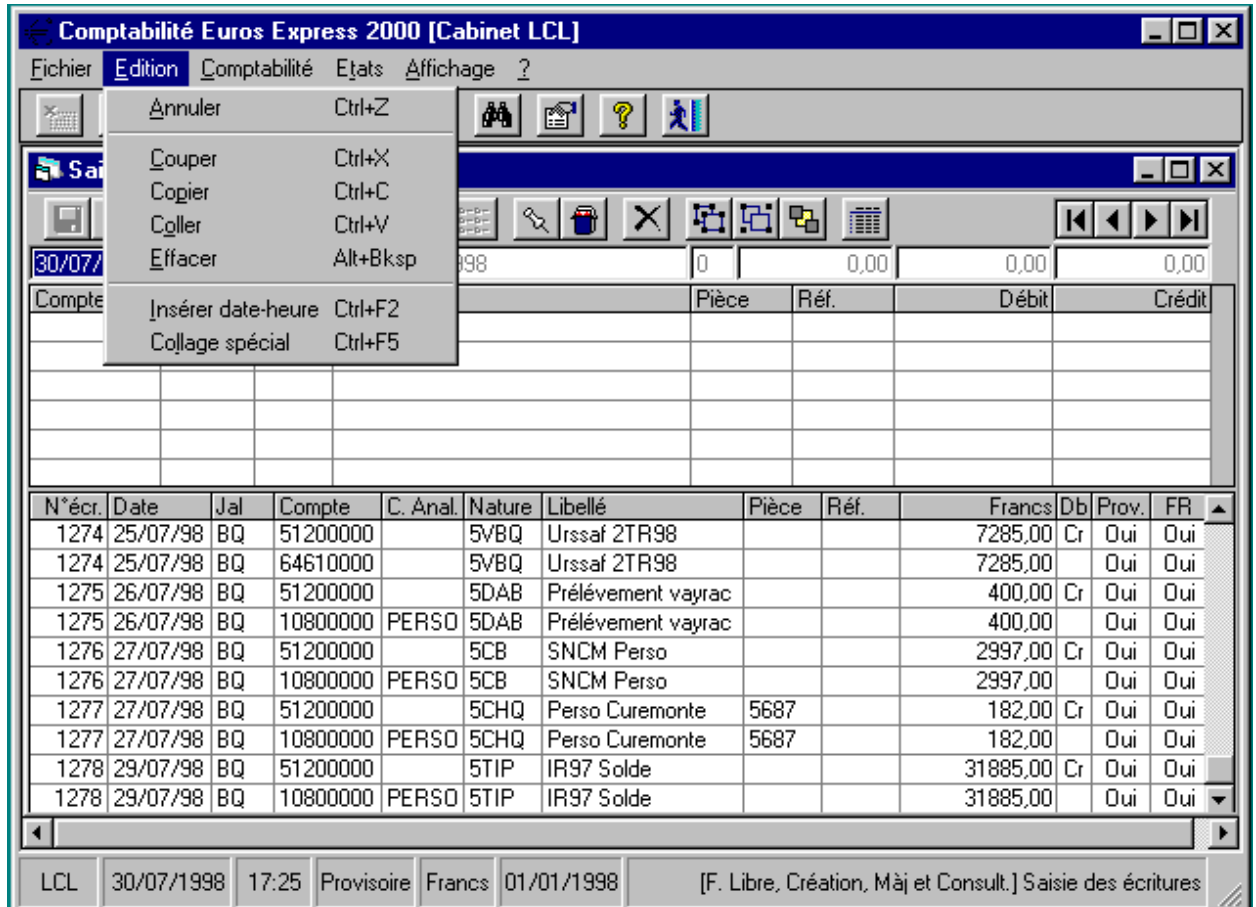 Comptabilité Euros Express 2000 [Cabinet LCL]
Fichier Edition Comptabilité Etats Affichage ?
Annuler Ctrl+Z
Couper Ctrl+X
Copier Ctrl+C
Coller Ctrl+V
Effacer Alt+Bksp
Insérer date-heure Ctrl+F2
Collage spécial Ctrl+F5
Sai
30/07/ 998 0 0,00 0,00 0,00
Compte Pièce Réf. Débit Crédit
N°écr. Date Jal Compte C. Anal. Nature Libellé Pièce Réf. Francs Db Prov. FR
1274 25/07/98 BQ 51200000 5VBQ Urssaf 2TR98 7285,00 Cr Oui Oui
1274 25/07/98 BQ 64610000 5VBQ Urssaf 2TR98 7285,00 Oui Oui
1275 26/07/98 BQ 51200000 5DAB Prélévement vayrac 400,00 Cr Oui Oui
1275 26/07/98 BQ 10800000 PERSO 5DAB Prélévement vayrac 400,00 Oui Oui
1276 27/07/98 BQ 51200000 5CB SNCM Perso 2997,00 Cr Oui Oui
1276 27/07/98 BQ 10800000 PERSO 5CB SNCM Perso 2997,00 Oui Oui
1277 27/07/98 BQ 51200000 5CHQ Perso Curemonte 5687 182,00 Cr Oui Oui
1277 27/07/98 BQ 10800000 PERSO 5CHQ Perso Curemonte 5687 182,00 Oui Oui
1278 29/07/98 BQ 51200000 5TIP IR97 Solde 31885,00 Cr Oui Oui
1278 29/07/98 BQ 10800000 PERSO 5TIP IR97 Solde 31885,00 Oui Oui
LCL 30/07/1998 17:25 Provisoire Francs 01/01/1998 [F. Libre, Création, Màj et Consult.] Saisie des écritures